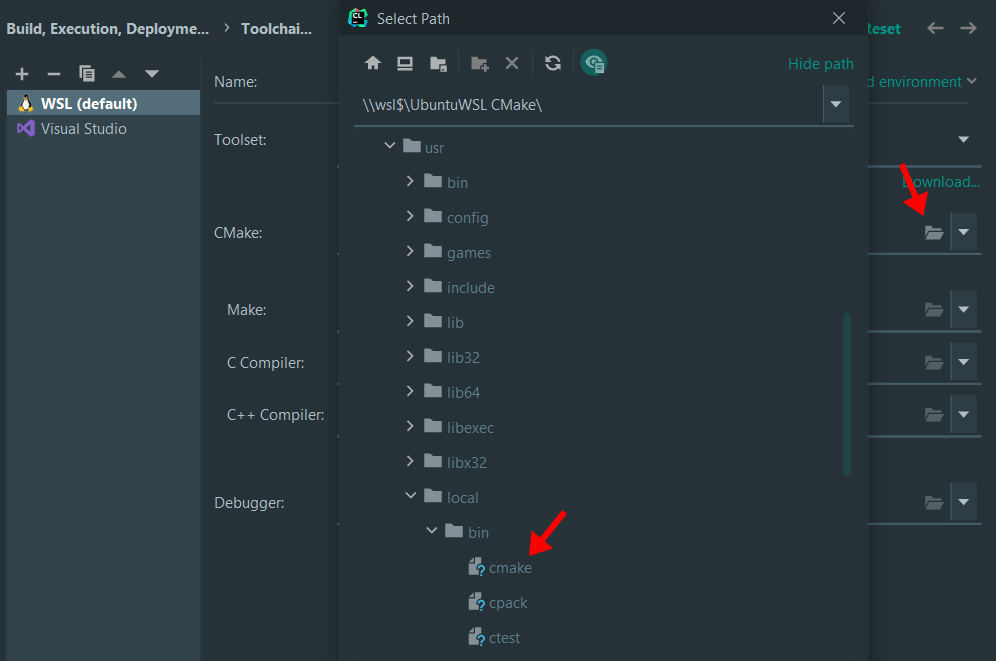 Build, Execution, Deployme... › Toolchai...
Select Path
Reset
WSL (default)
Visual Studio
Name:
Toolset:
CMake:
Make:
C Compiler:
C++ Compiler:
Debugger:
Hide path
\\wsl$\UbuntuWSL CMake\
usr
bin
config
games
include
lib
lib32
lib64
libexec
libx32
local
bin
cmake
cpack
ctest
d environment
Download...